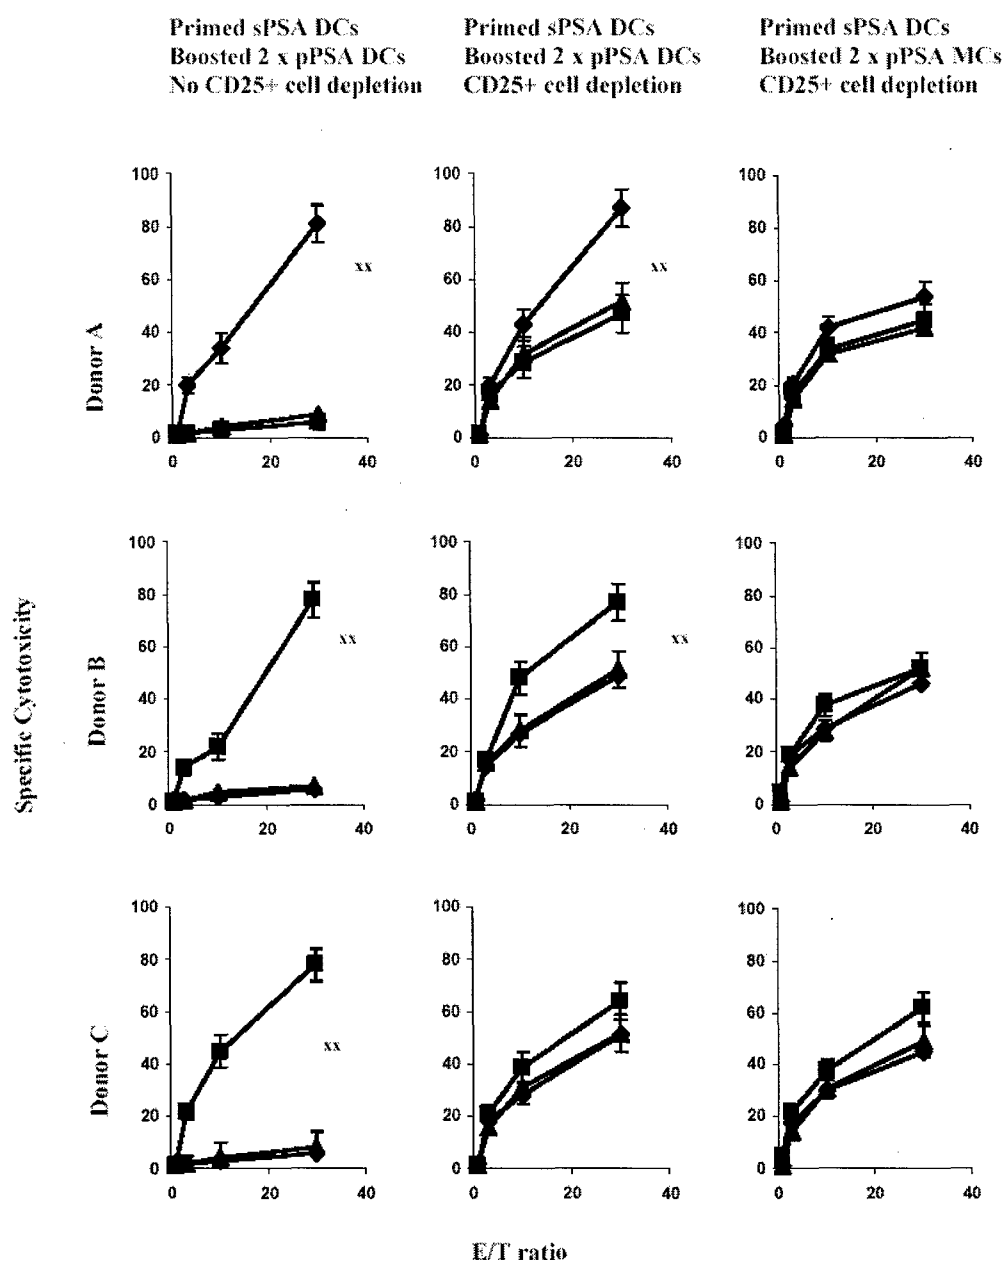 Primed sPSA DCs
Boosted 2 x pPSA DCs
No CD25+ cell depletion
Primed sPSA DCs
Boosted 2 x pPSA DCs
CD25+ cell depletion
Primed sPSA DCs
Boosted 2 x pPSA MCs
CD25+ cell depletion
Specific Cytotoxicity
Donor A
100
80
60
40
20
0
0 20 40
xx
100
80
60
40
20
0
0 20 40
xx
100
80
60
40
20
0
0 20 40
Donor B
100
80
60
40
20
0
0 20 40
xx
100
80
60
40
20
0
0 20 40
xx
100
80
60
40
20
0
0 20 40
Donor C
100
80
60
40
20
0
0 20 40
xx
100
80
60
40
20
0
0 20 40
100
80
60
40
20
0
0 20 40
E/T ratio